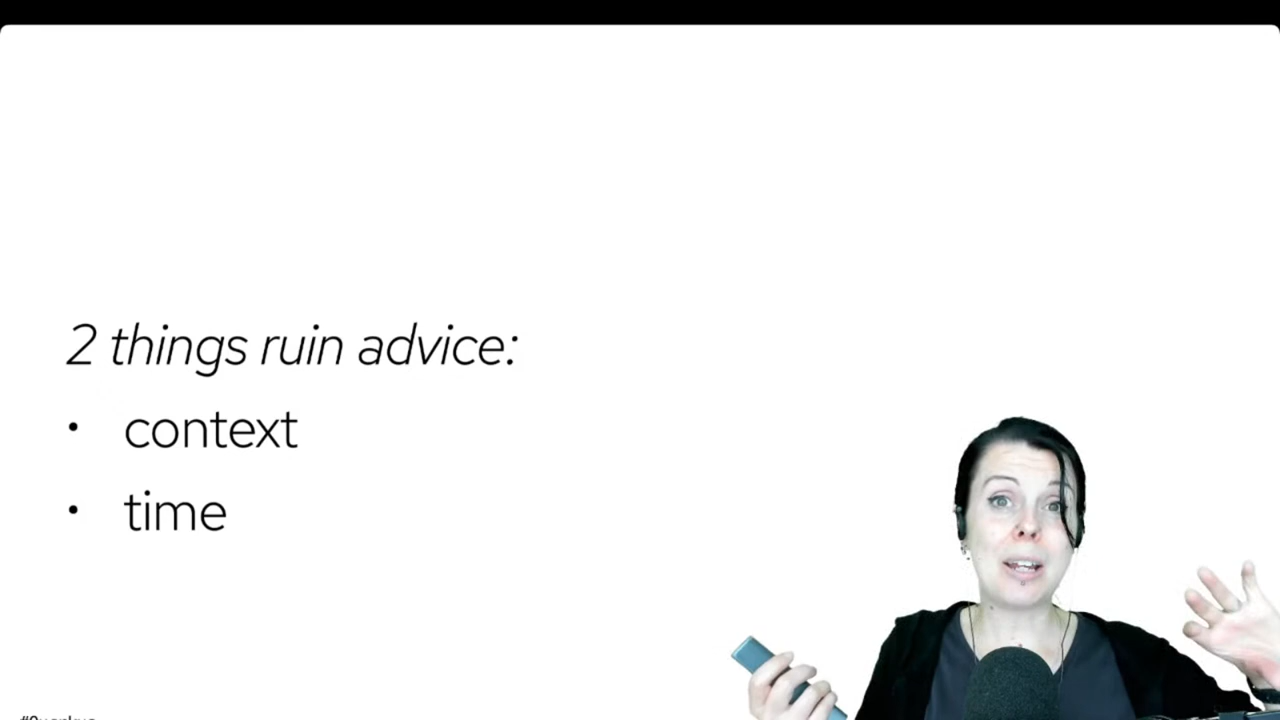 2 things ruin advice:
• context
• time